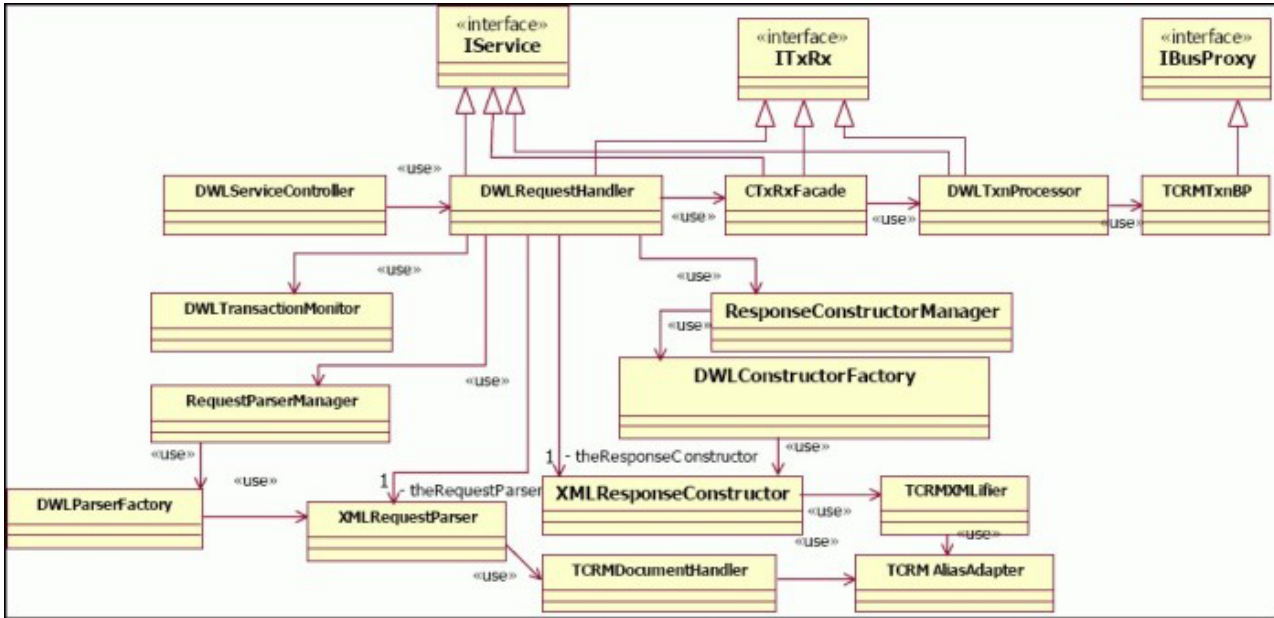 «interface»
IService
«interface»
ITxRx
«interface»
IBusProxy
«use»
DWLServiceController
DWLRequestHandler
CTxRxFacade
DWLTxnProcessor
TCRMTxnBP
«use»
«use»
«use»
«use»
«use»
DWLTransactionMonitor
ResponseConstructorManager
«use»
DWLConstructorFactory
«use»
RequestParserManager
«use»
«use»
«use»
1 - theResponseConstructor
1 - theRequestParser
DWLParserFactory
XMLRequestParser
XMLResponseConstructor
TCRMXMLifier
«use»
«use»
«use»
«use»
TCRMDocumentHandler
TCRM AliasAdapter